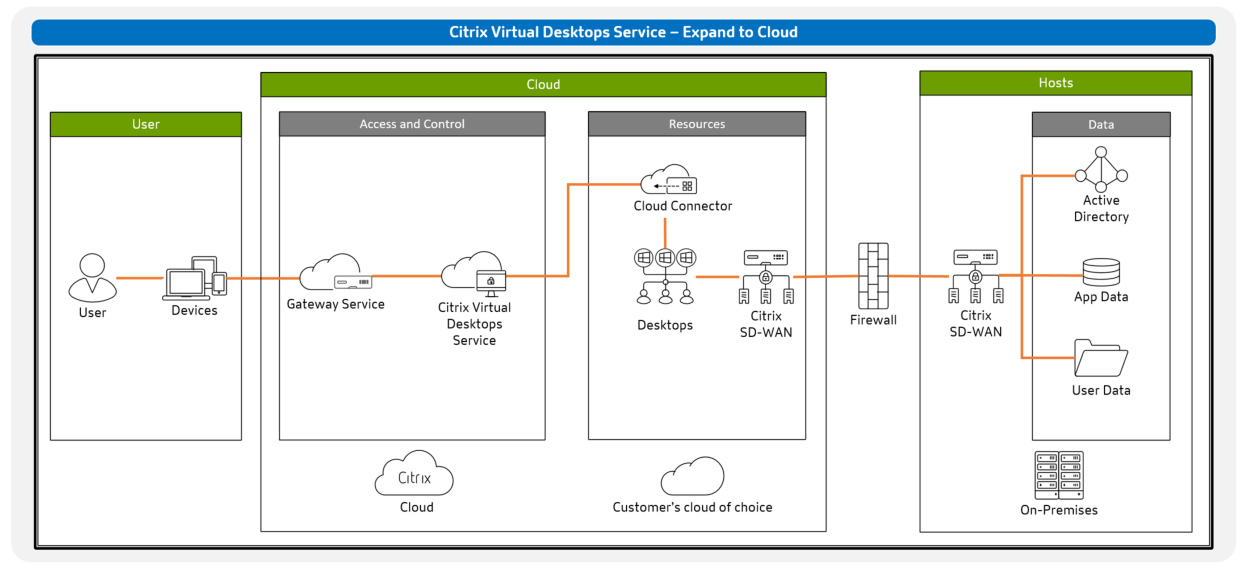 Citrix Virtual Desktops Service – Expand to Cloud
User
User
Devices
Cloud
Access and Control
Gateway Service
Citrix Virtual
Desktops
Service
Citrix
Cloud
Resources
Cloud Connector
Desktops
Citrix
SD-WAN
Customer's cloud of choice
Firewall
Hosts
Citrix
SD-WAN
Data
Active
Directory
App Data
User Data
On-Premises